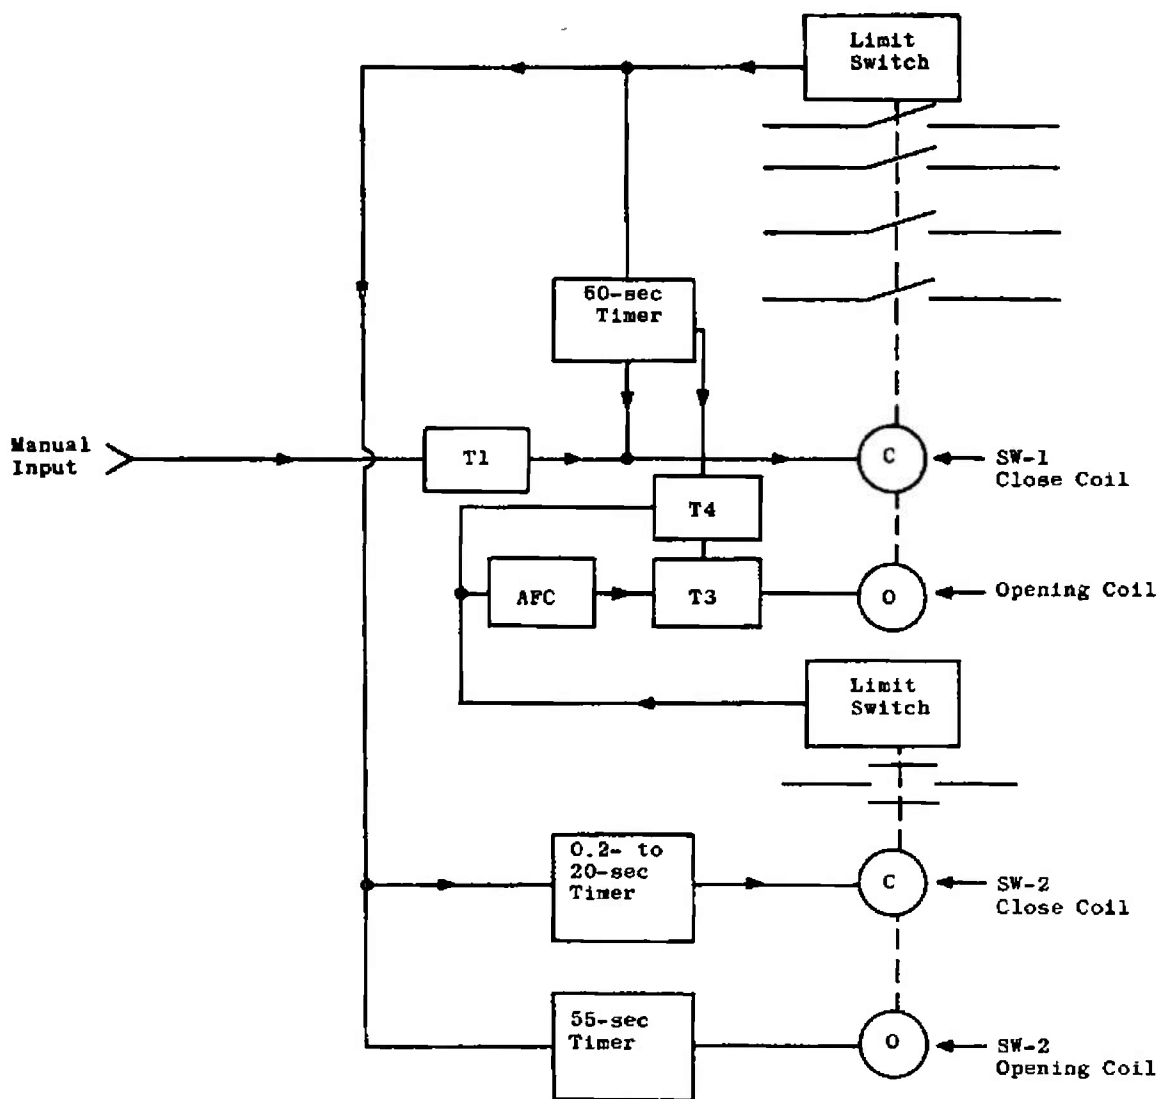 Limit
Switch
60-sec
Timer
Manual
Input
T1
C
SW-1
Close Coil
T4
AFC
T3
O
Opening Coil
Limit
Switch
0.2- to
20-sec
Timer
C
SW-2
Close Coil
55-sec
Timer
O
SW-2
Opening Coil